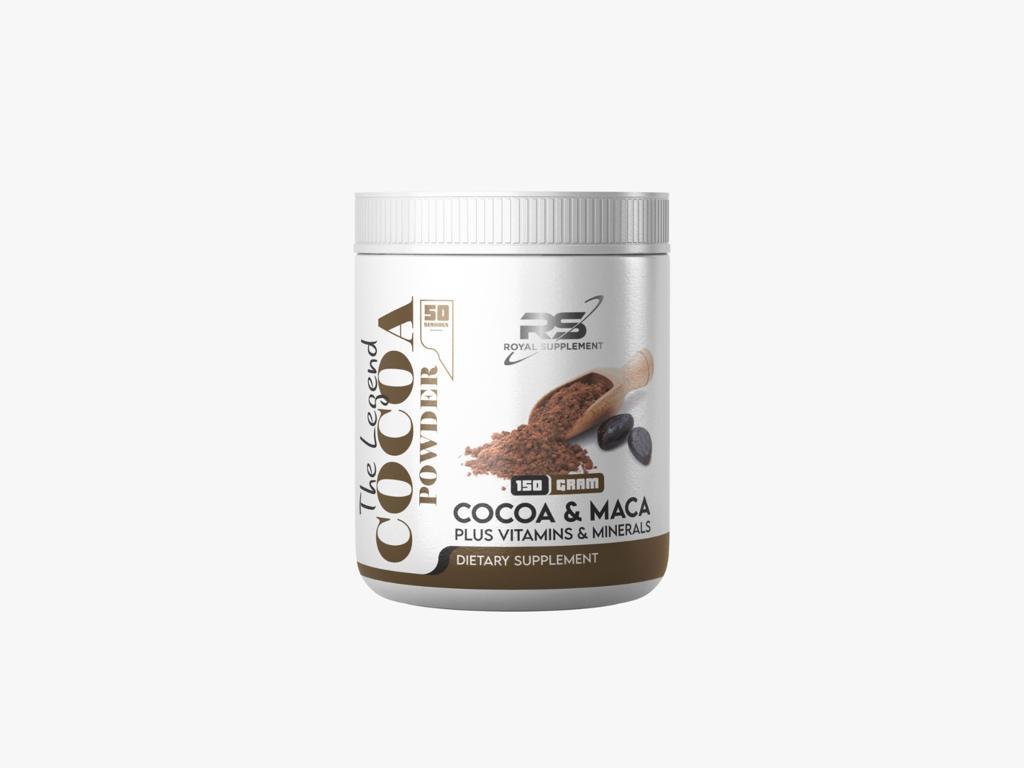 The Legend
COCOA
POWDER
50
SERVINGS
RS
ROYAL SUPPLEMENT
150 GRAM
COCOA & MACA
PLUS VITAMINS & MINERALS
DIETARY SUPPLEMENT